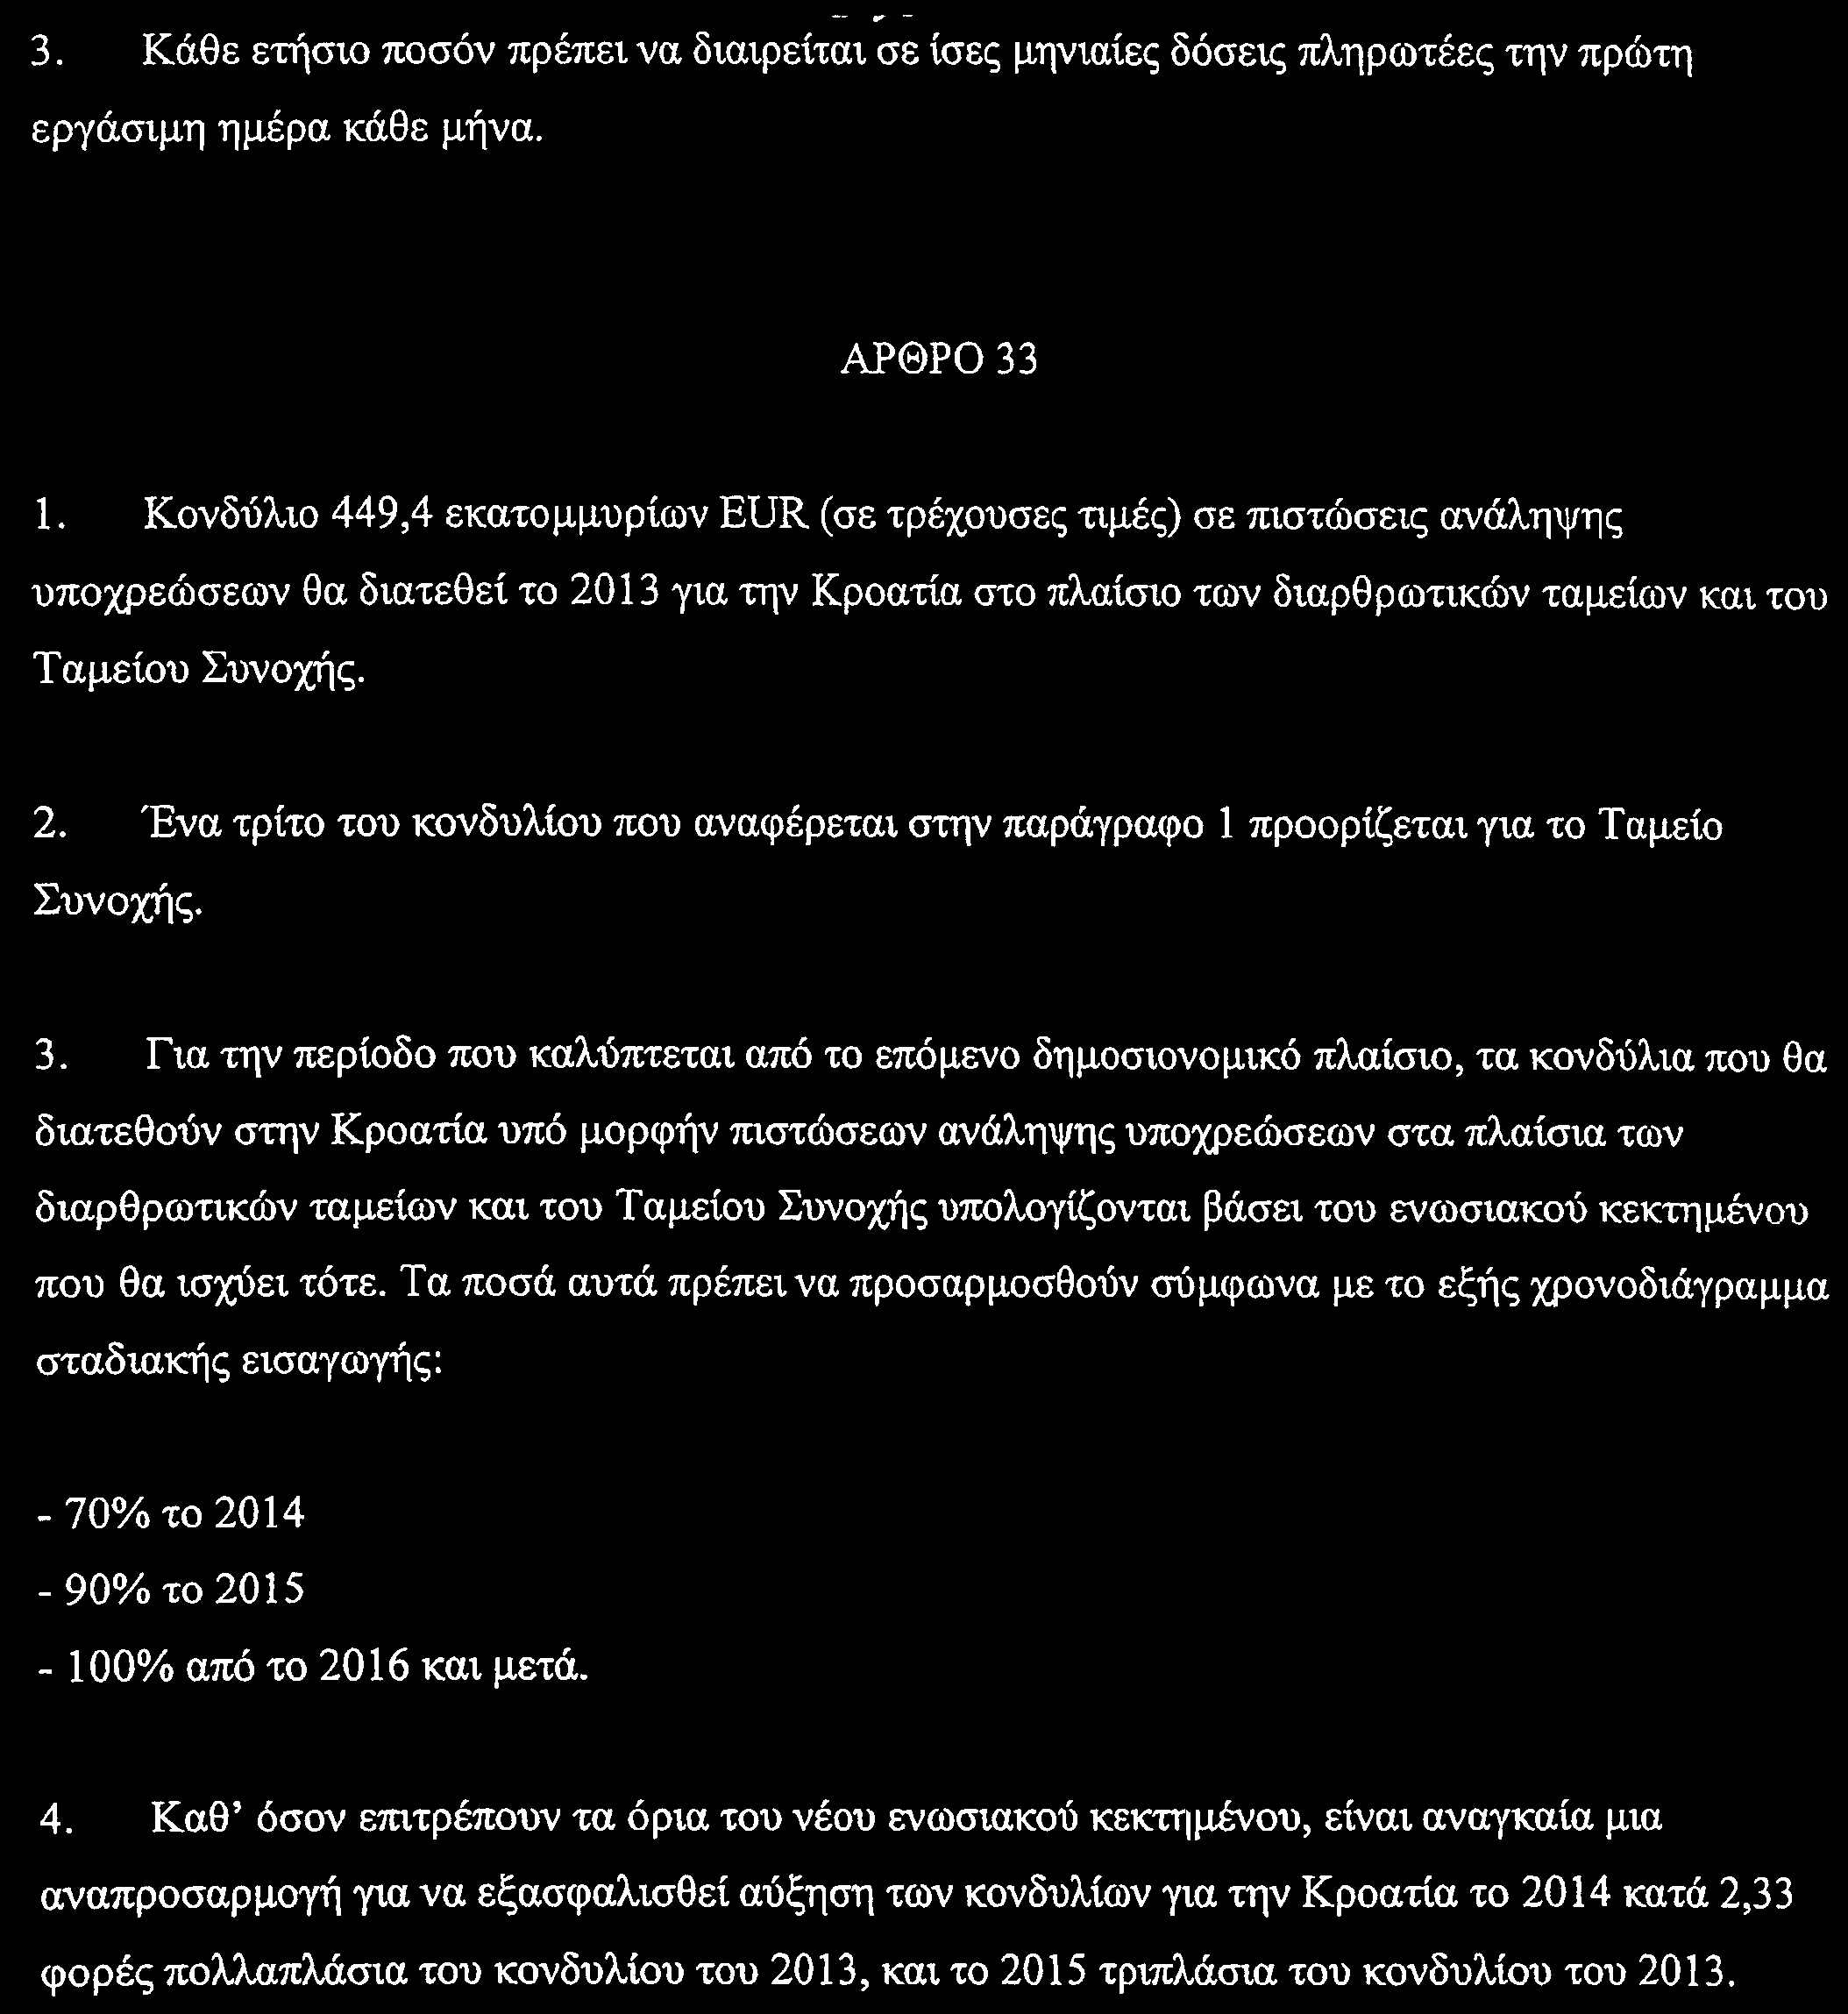 3. Κάθε ετήσιο ποσόν πρέπει να διαιρείται σε ίσες μηνιαίες δόσεις πληρωτέες την πρώτη
εργάσιμη ημέρα κάθε μήνα.
ΑΡΘΡΟ 33
1. Κονδύλιο 449,4 εκατομμυρίων EUR (σε τρέχουσες τιμές) σε πιστώσεις ανάληψης
υποχρεώσεων θα διατεθεί το 2013 για την Κροατία στο πλαίσιο των διαρθρωτικών ταμείων και του
Ταμείου Συνοχής.
2. Ένα τρίτο του κονδυλίου που αναφέρεται στην παράγραφο 1 προορίζεται για το Ταμείο
Συνοχής.
3. Για την περίοδο που καλύπτεται από το επόμενο δημοσιονομικό πλαίσιο, τα κονδύλια που θα
διατεθούν στην Κροατία υπό μορφήν πιστώσεων ανάληψης υποχρεώσεων στα πλαίσια των
διαρθρωτικών ταμείων και του Ταμείου Συνοχής υπολογίζονται βάσει του ενωσιακού κεκτημένου
που θα ισχύει τότε. Τα ποσά αυτά πρέπει να προσαρμοσθούν σύμφωνα με το εξής χρονοδιάγραμμα
σταδιακής εισαγωγής:
- 70% το 2014
- 90% το 2015
- 100% από το 2016 και μετά.
4. Καθ’ όσον επιτρέπουν τα όρια του νέου ενωσιακού κεκτημένου, είναι αναγκαία μια
αναπροσαρμογή για να εξασφαλισθεί αύξηση των κονδυλίων για την Κροατία το 2014 κατά 2,33
φορές πολλαπλάσια του κονδυλίου του 2013, και το 2015 τριπλάσια του κονδυλίου του 2013.